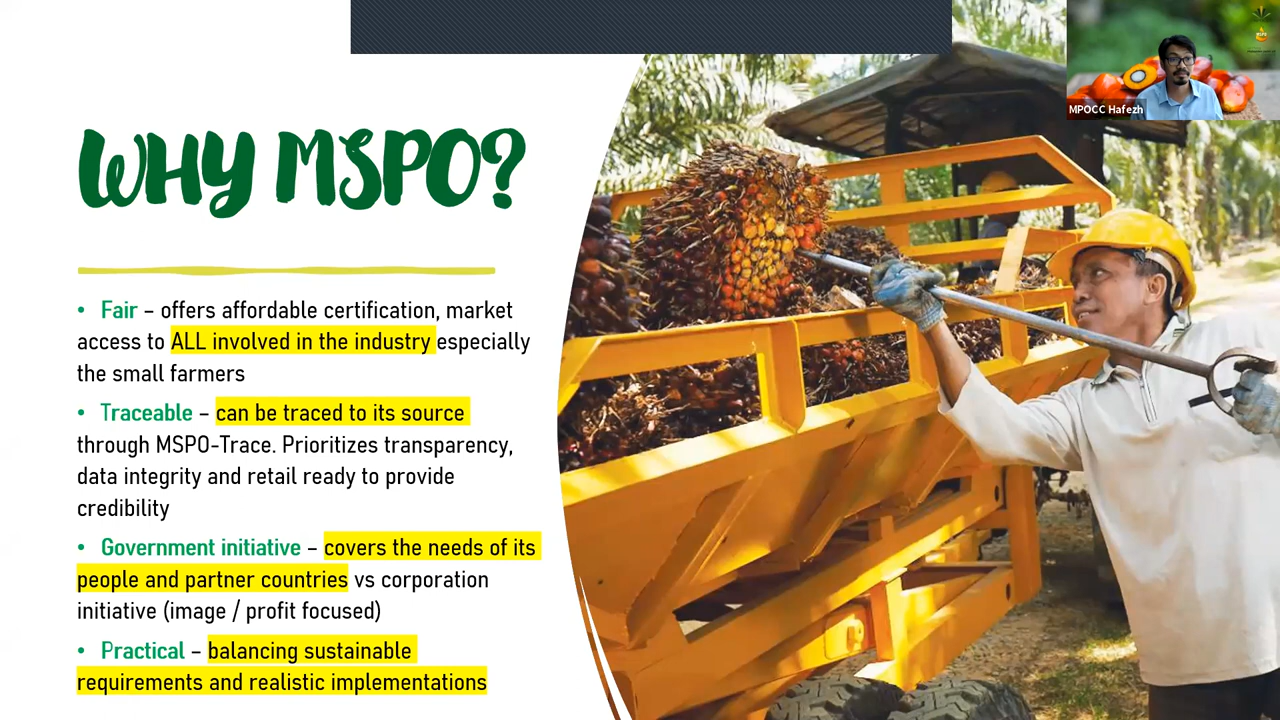 MPOCC Hafezh
WHY MSPO?
• Fair – offers affordable certification, market
access to ALL involved in the industry especially
the small farmers
• Traceable – can be traced to its source
through MSPO-Trace. Prioritizes transparency,
data integrity and retail ready to provide
credibility
• Government initiative – covers the needs of its
people and partner countries vs corporation
initiative (image / profit focused)
• Practical – balancing sustainable
requirements and realistic implementations